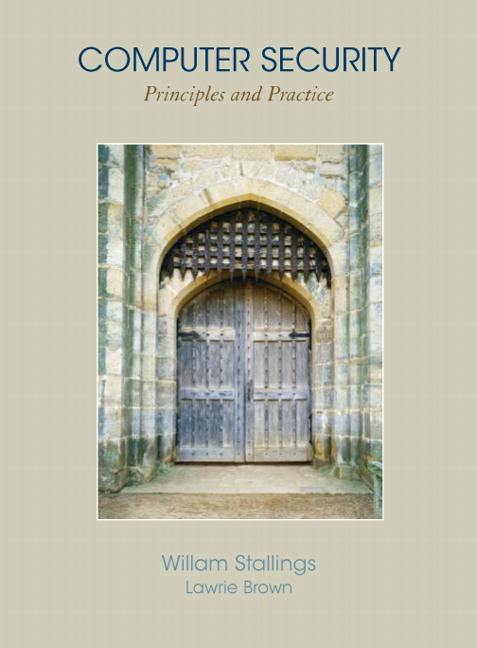 COMPUTER SECURITY
Principles and Practice
Willam Stallings
Lawrie Brown